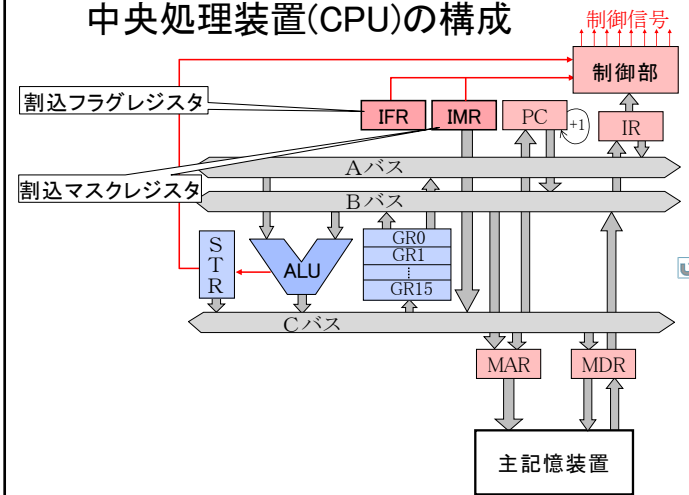 中央処理装置(CPU)の構成
制御信号
制御部
割込フラグレジスタ
IFR
IMR
PC
+1
IR
Aバス
割込マスクレジスタ
Bバス
STR
ALU
GR0
GR1
GR15
Cバス
MAR
MDR
主記憶装置